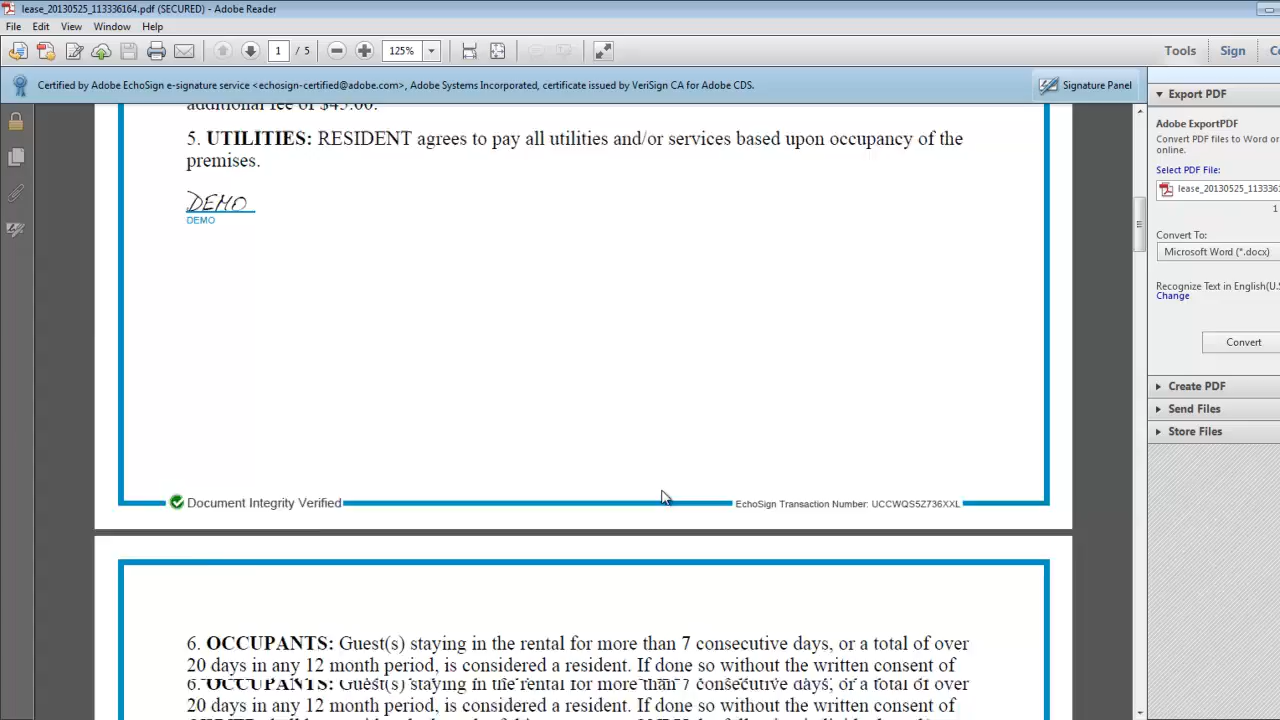 lease_20130525_113336164.pdf (SECURED) - Adobe Reader
File Edit View Window Help
1 / 5 125% Tools Sign
Certified by Adobe EchoSign e-signature service <echosign-certified@adobe.com>, Adobe Systems Incorporated, certificate issued by VeriSign CA for Adobe CDS.
Signature Panel
additional fee of $45.00.
5. UTILITIES: RESIDENT agrees to pay all utilities and/or services based upon occupancy of the
premises.
DEMO
DEMO
Document Integrity Verified
EchoSign Transaction Number: UCCWQS5Z736XXL
6. OCCUPANTS: Guest(s) staying in the rental for more than 7 consecutive days, or a total of over
20 days in any 12 month period, is considered a resident. If done so without the written consent of
6. OCCUPANTS: Guest(s) staying in the rental for more than 7 consecutive days, or a total of over
20 days in any 12 month period, is considered a resident. If done so without the written consent of
Export PDF
Adobe ExportPDF
Convert PDF files to Word or
online.
Select PDF File:
lease_20130525_113336
1
Convert To:
Microsoft Word (*.docx)
Recognize Text in English(U.S
Change
Convert
Create PDF
Send Files
Store Files